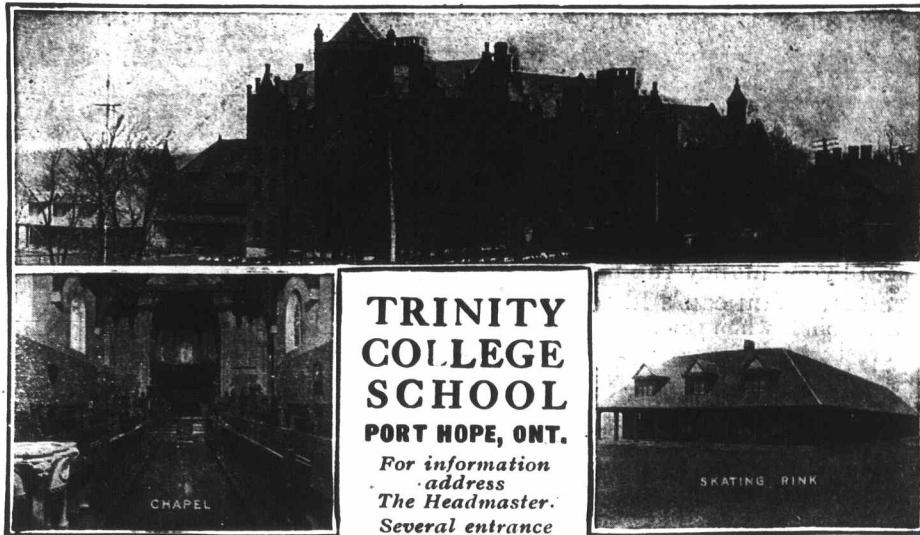 TRINITY
COLLEGE
SCHOOL
PORT HOPE, ONT.
For information
address
The Headmaster.
Several entrance
CHAPEL
SKATING RINK